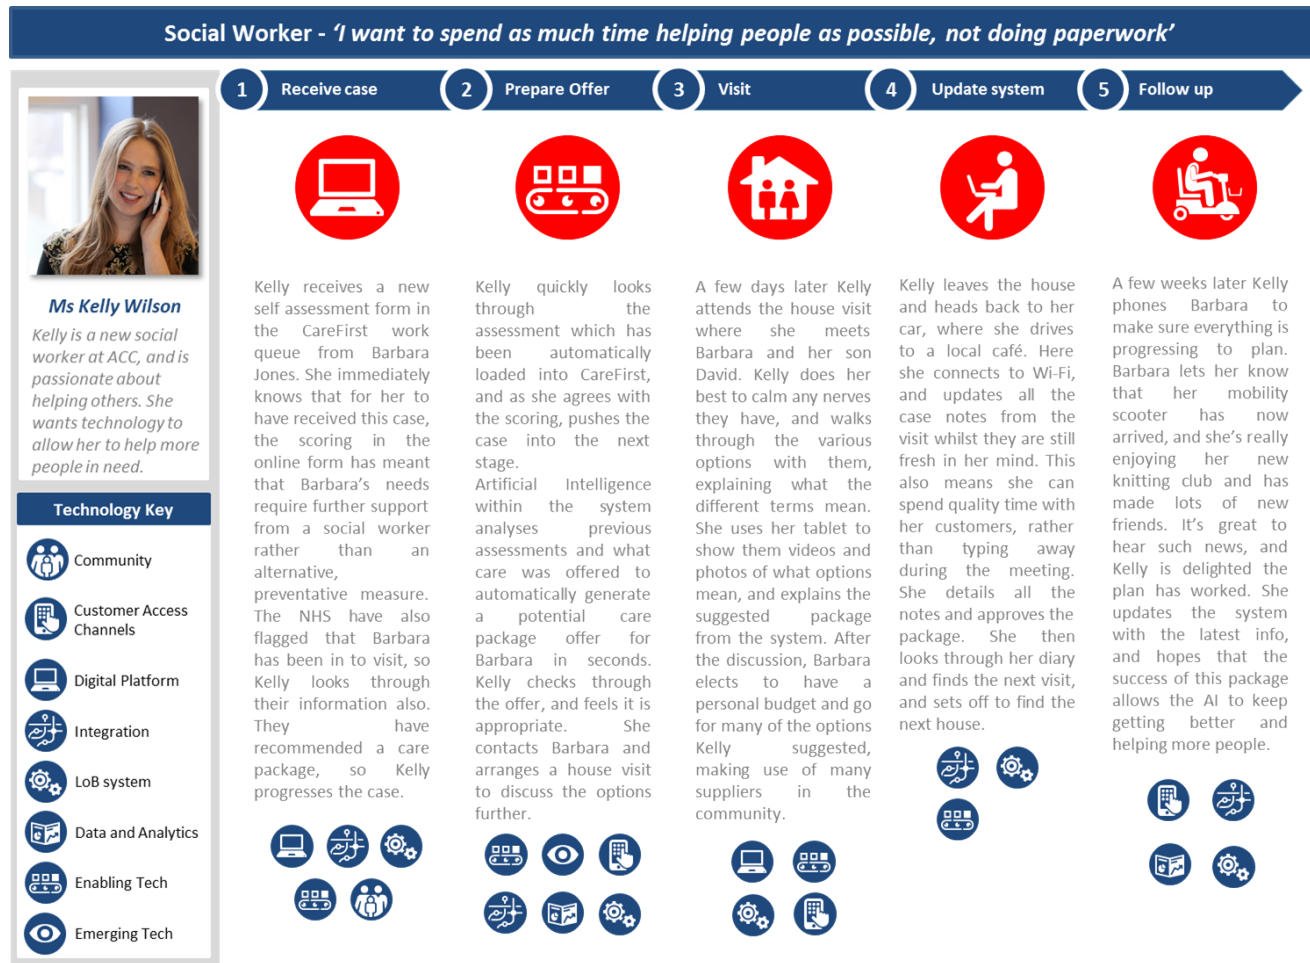 Social Worker - ‘I want to spend as much time helping people as possible, not doing paperwork’
1 Receive case
2 Prepare Offer
3 Visit
4 Update system
5 Follow up
Ms Kelly Wilson
Kelly is a new social
worker at ACC, and is
passionate about
helping others. She
wants technology to
allow her to help more
people in need.
Technology Key
Community
Customer Access
Channels
Digital Platform
Integration
LoB system
Data and Analytics
Enabling Tech
Emerging Tech
Kelly receives a new
self assessment form in
the CareFirst work
queue from Barbara
Jones. She immediately
knows that for her to
have received this case,
the scoring in the
online form has meant
that Barbara’s needs
require further support
from a social worker
rather than an
alternative,
preventative measure.
The NHS have also
flagged that Barbara
has been in to visit, so
Kelly looks through
their information also.
They have
recommended a care
package, so Kelly
progresses the case.
Kelly quickly looks
through the
assessment which has
been automatically
loaded into CareFirst,
and as she agrees with
the scoring, pushes the
case into the next
stage.
Artificial Intelligence
within the system
analyses previous
assessments and what
care was offered to
automatically generate
a potential care
package offer for
Barbara in seconds.
Kelly checks through
the offer, and feels it is
appropriate. She
contacts Barbara and
arranges a house visit
to discuss the options
further.
A few days later Kelly
attends the house visit
where she meets
Barbara and her son
David. Kelly does her
best to calm any nerves
they have, and walks
through the various
options with them,
explaining what the
different terms mean.
She uses her tablet to
show them videos and
photos of what options
mean, and explains the
suggested package
from the system. After
the discussion, Barbara
elects to have a
personal budget and go
for many of the options
Kelly suggested,
making use of many
suppliers in the
community.
Kelly leaves the house
and heads back to her
car, where she drives
to a local café. Here
she connects to Wi-Fi,
and updates all the
case notes from the
visit whilst they are still
fresh in her mind. This
also means she can
spend quality time with
her customers, rather
than typing away
during the meeting.
She details all the
notes and approves the
package. She then
looks through her diary
and finds the next visit,
and sets off to find the
next house.
A few weeks later Kelly
phones Barbara to
make sure everything is
progressing to plan.
Barbara lets her know
that her mobility
scooter has now
arrived, and she’s really
enjoying her new
knitting club and has
made lots of new
friends. It’s great to
hear such news, and
Kelly is delighted the
plan has worked. She
updates the system
with the latest info,
and hopes that the
success of this package
allows the AI to keep
getting better and
helping more people.